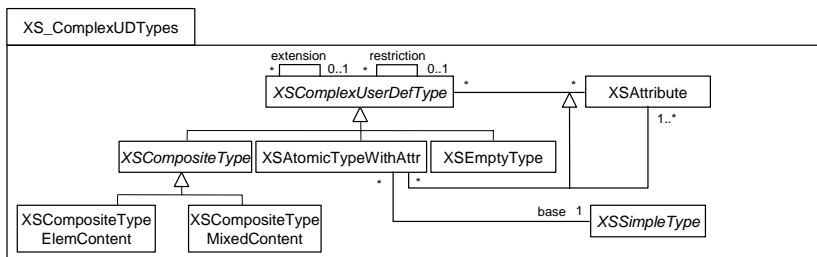 XS_ComplexUDTypes
extension restriction
* 0..1 * 0..1
XSComplexUserDefType * * XSAttribute
1..*
XSCompositeType XSAtomicTypeWithAttr XSEmptyType
* *
XSCompositeType
ElemContent
XSCompositeType
MixedContent
base 1 XSSimpleType